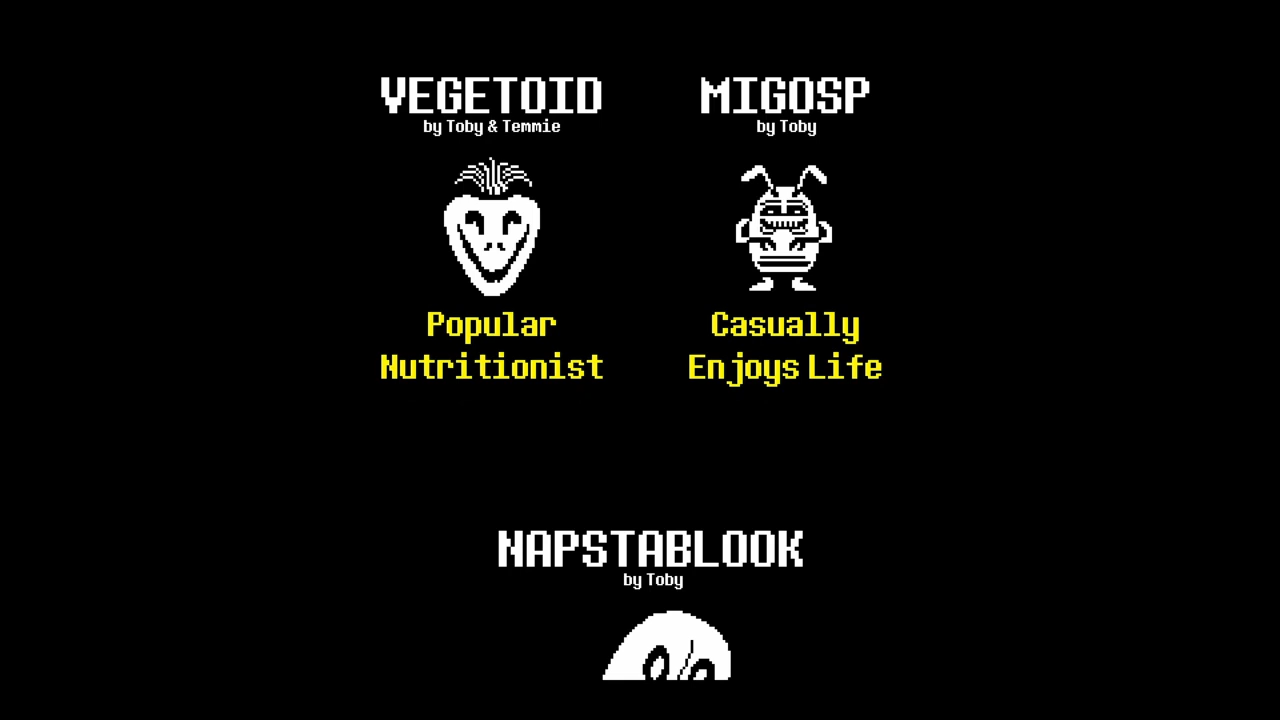 VEGETOID
by Toby & Temmie
Popular
Nutritionist
MIGOSP
by Toby
Casually
Enjoys Life
NAPSTABLOOK
by Toby